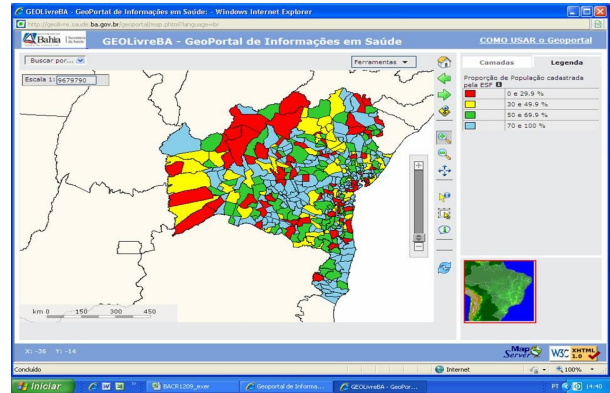 GEOLivreBA - GeoPortal de Informações em Saúde: - Windows Internet Explorer
http://geolivre.saude.ba.gov.br/geoportal/map.phtml?language=br
Bahia
GEOLivreBA - GeoPortal de Informações em Saúde
COMO USAR o Geoportal
Buscar por...
Ferramentas
Escala 1: 9679790
Camadas
Legenda
Proporção de População cadastrada
pela ESF
0 e 29.9 %
30 e 49.9 %
50 e 69.9 %
70 e 100 %
km 0 150 300 450
X: -36 Y: -14
MapServer
W3C XHTML 1.0
Concluído
Internet
100%
Iniciar
BACR1209_exer
Geoportal de Informa...
GEOLivreBA - GeoPor...
PT
14:40